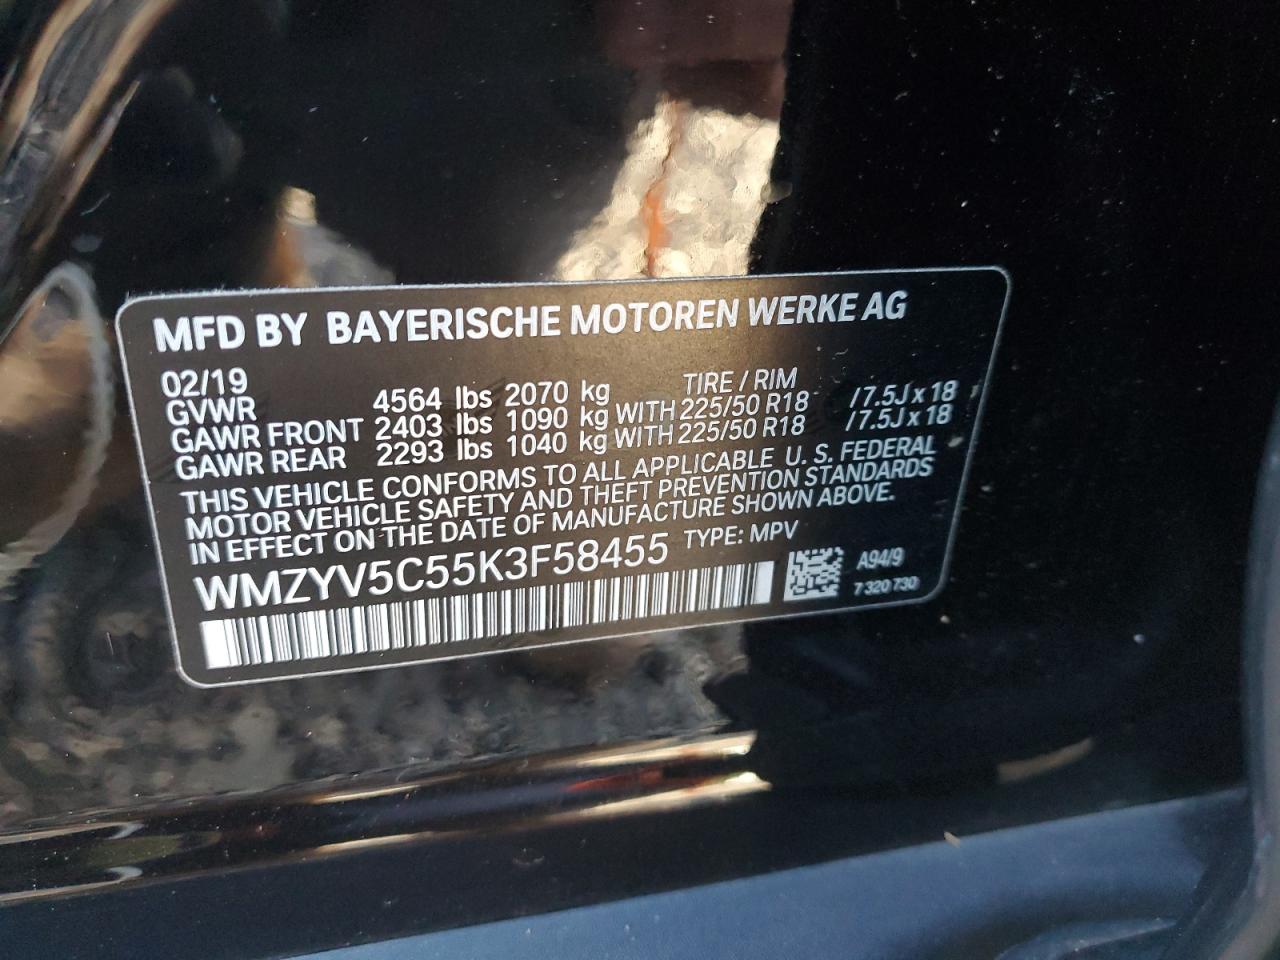 MFD BY BAYERISCHE MOTOREN WERKE AG
02/19 TIRE / RIM
GVWR 4564 lbs 2070 kg
GAWR FRONT 2403 lbs 1090 kg WITH 225/50 R18 /7.5J x 18
GAWR REAR 2293 lbs 1040 kg WITH 225/50 R18 /7.5J x 18
THIS VEHICLE CONFORMS TO ALL APPLICABLE U. S. FEDERAL
MOTOR VEHICLE SAFETY AND THEFT PREVENTION STANDARDS
IN EFFECT ON THE DATE OF MANUFACTURE SHOWN ABOVE.
WMZYV5C55K3F58455 TYPE: MPV
A94/9
7 320 730